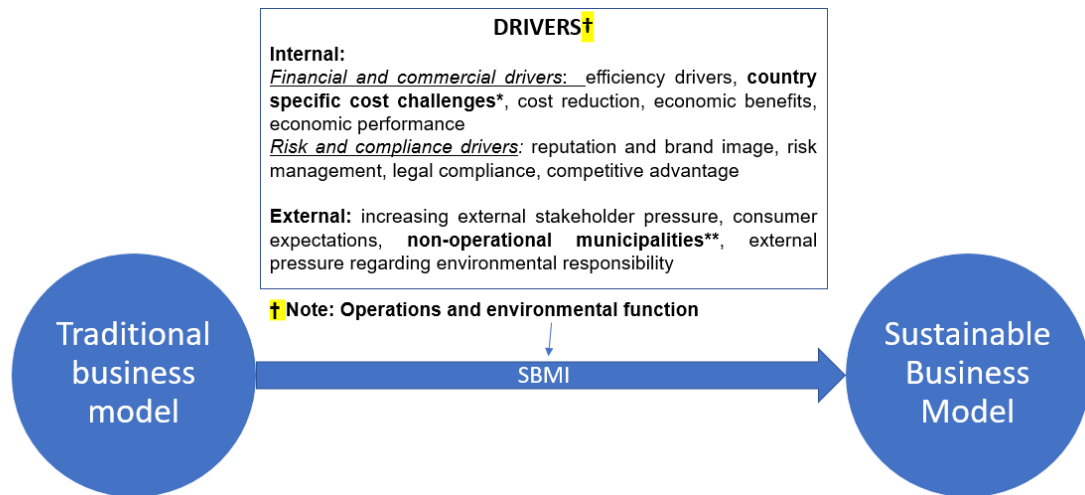 DRIVERS†
Internal:
Financial and commercial drivers: efficiency drivers, country
specific cost challenges*, cost reduction, economic benefits,
economic performance
Risk and compliance drivers: reputation and brand image, risk
management, legal compliance, competitive advantage
External: increasing external stakeholder pressure, consumer
expectations, non-operational municipalities**, external
pressure regarding environmental responsibility
† Note: Operations and environmental function
Traditional
business
model
SBMI
Sustainable
Business
Model